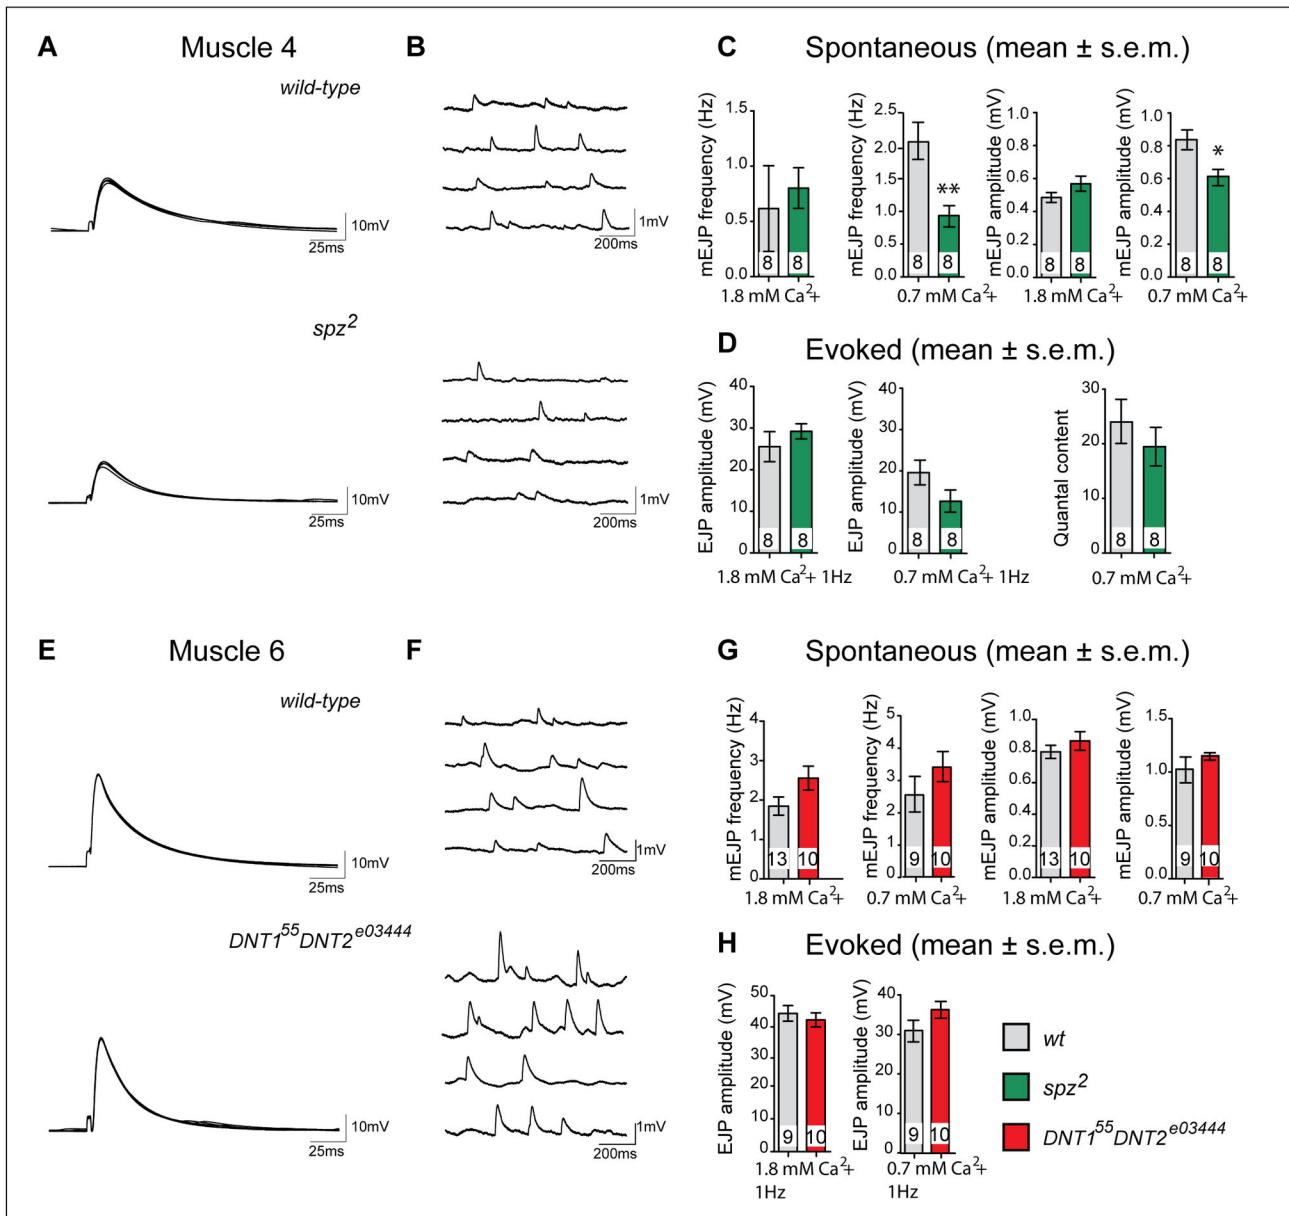 A Muscle 4
wild-type
10mV
25ms
spz²
10mV
25ms
B
1mV
200ms
1mV
200ms
C Spontaneous (mean ± s.e.m.)
mEJP frequency (Hz)
1.5
1.0
0.5
0.0
8 8
1.8 mM Ca²+
mEJP frequency (Hz)
2.5
2.0
1.5
1.0
0.5
0.0
**
8 8
0.7 mM Ca²+
mEJP amplitude (mV)
1.0
0.8
0.6
0.4
0.2
0.0
8 8
1.8 mM Ca²+
mEJP amplitude (mV)
1.0
0.8
0.6
0.4
0.2
0.0
*
8 8
0.7 mM Ca²+
D Evoked (mean ± s.e.m.)
EJP amplitude (mV)
40
30
20
10
0
8 8
1.8 mM Ca²+ 1Hz
EJP amplitude (mV)
40
30
20
10
0
8 8
0.7 mM Ca²+ 1Hz
Quantal content
30
20
10
0
8 8
0.7 mM Ca²+
E Muscle 6
wild-type
10mV
25ms
DNT1⁵⁵DNT2ᵉ⁰³⁴⁴⁴
10mV
25ms
F
1mV
200ms
1mV
200ms
G Spontaneous (mean ± s.e.m.)
mEJP frequency (Hz)
4
3
2
1
0
13 10
1.8 mM Ca²+
mEJP frequency (Hz)
5
4
3
2
1
0
9 10
0.7 mM Ca²+
mEJP amplitude (mV)
1.0
0.8
0.6
0.4
0.2
0.0
13 10
1.8 mM Ca²+
mEJP amplitude (mV)
1.5
1.0
0.5
0.0
9 10
0.7 mM Ca²+
H Evoked (mean ± s.e.m.)
EJP amplitude (mV)
50
40
30
20
10
0
9 10
1.8 mM Ca²+
1Hz
EJP amplitude (mV)
40
30
20
10
0
9 10
0.7 mM Ca²+
1Hz
wt
spz²
DNT1⁵⁵DNT2ᵉ⁰³⁴⁴⁴